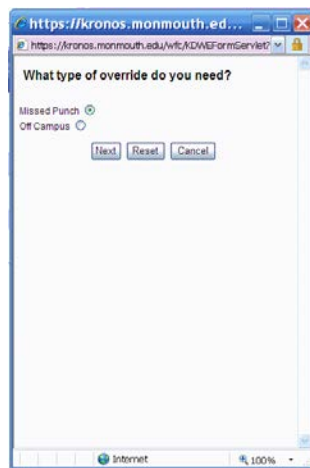 https://kronos.monmouth.ed...
https://kronos.monmouth.edu/wfc/KDWEFormServlet?
What type of override do you need?
Missed Punch
Off Campus
Next Reset Cancel
Internet 100%